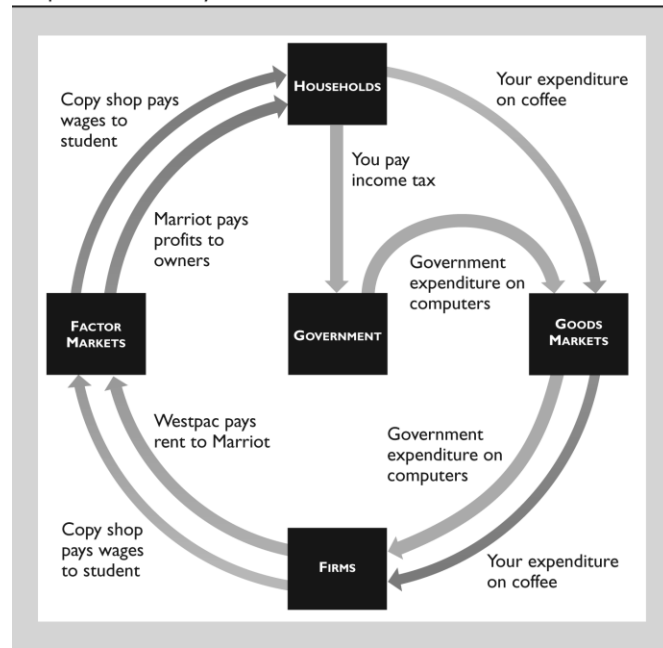 HOUSEHOLDS
Your expenditure
on coffee
Copy shop pays
wages to
student
You pay
income tax
Marriot pays
profits to
owners
Government
expenditure on
computers
FACTOR
MARKETS
GOVERNMENT
GOODS
MARKETS
Westpac pays
rent to Marriot
Government
expenditure on
computers
Copy shop
pays wages
to student
FIRMS
Your expenditure
on coffee